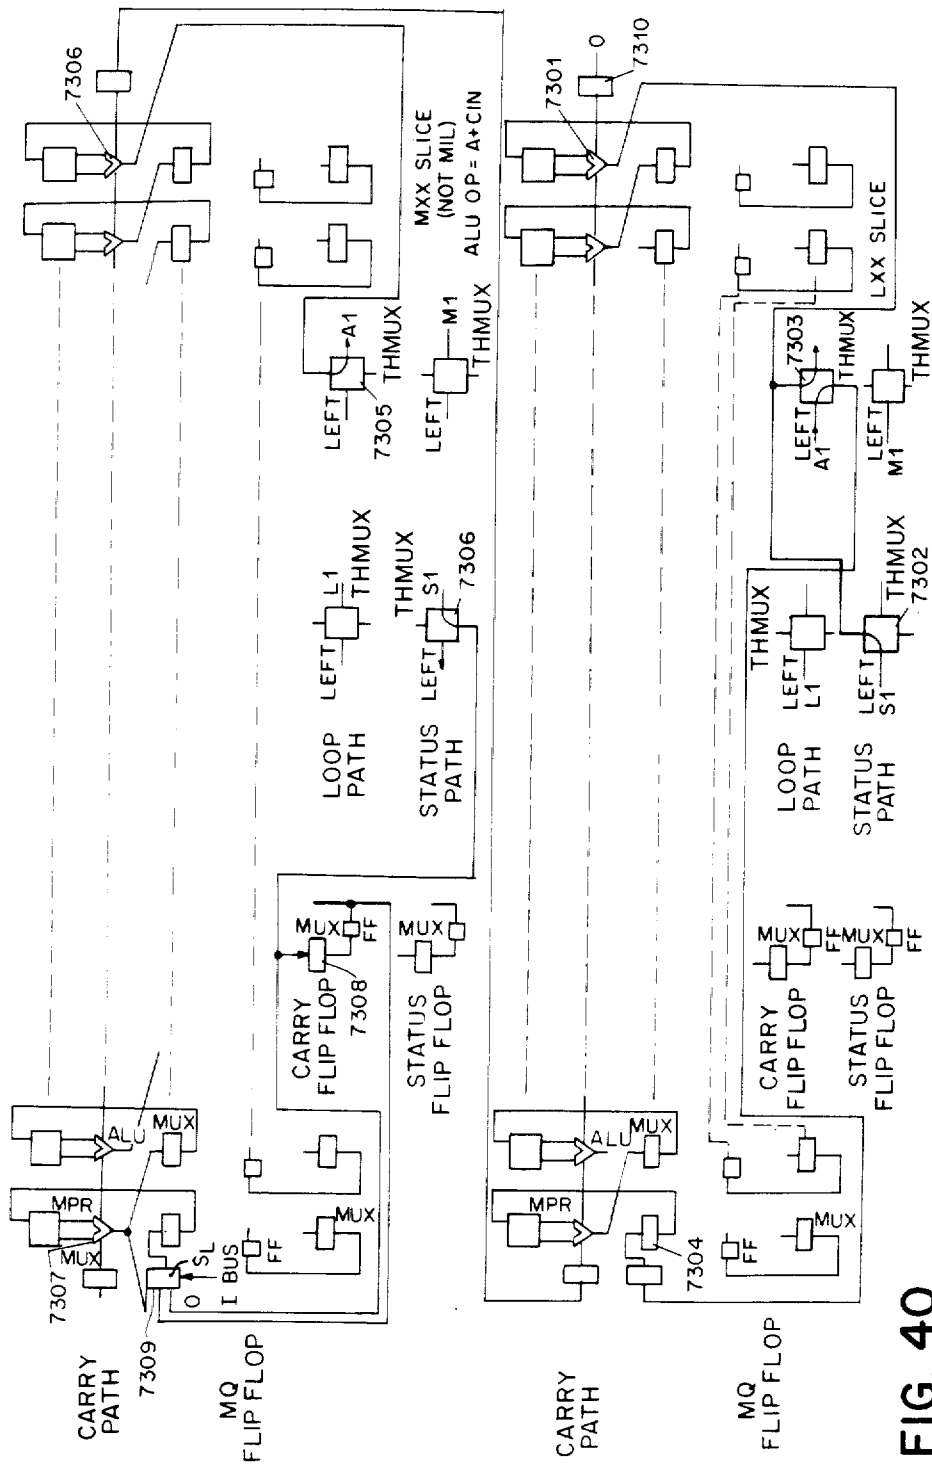 CARRY
PATH
7307
MUX
MPR
ALU
MUX
7309
SL
O
I BUS
MQ
FLIP FLOP
FF
MUX
CARRY
FLIP FLOP
7308
MUX
FF
STATUS
FLIP FLOP
MUX
LOOP
PATH
LEFT
L1
THMUX
STATUS
PATH
LEFT
THMUX
S1
7306
LEFT
A1
THMUX
7305
LEFT
M1
THMUX
7306
MXX SLICE
(NOT MIL)
ALU OP = A+CIN
CARRY
PATH
MPR
ALU
MUX
7304
MQ
FLIP FLOP
FF
MUX
CARRY
FLIP FLOP
MUX
FF
STATUS
FLIP FLOP
MUX
FF
LOOP
PATH
THMUX
LEFT
L1
STATUS
PATH
LEFT
S1
THMUX
7302
7303
LEFT
A1
THMUX
LEFT
M1
THMUX
LXX SLICE
7301
O
7310
FIG. 40